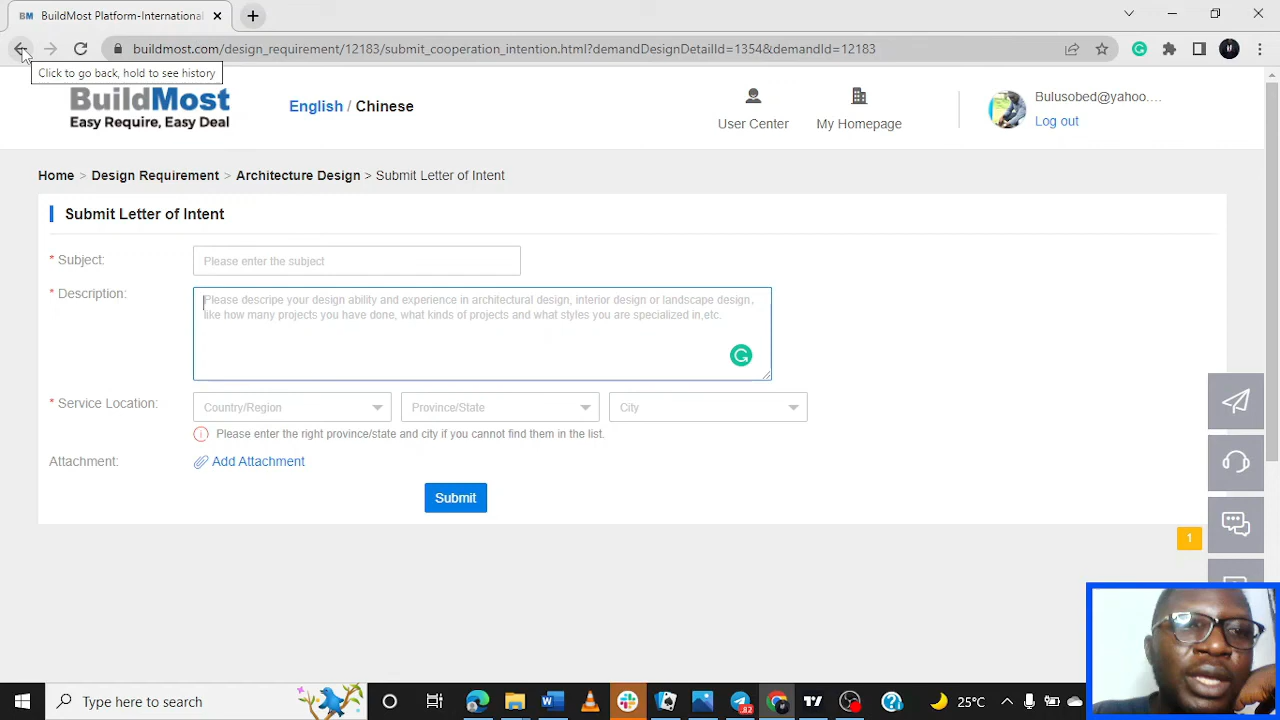 BM BuildMost Platform-International
buildmost.com/design_requirement/12183/submit_cooperation_intention.html?demandDesignDetailId=1354&demandId=12183
Click to go back, hold to see history
BuildMost
Easy Require, Easy Deal
English / Chinese
User Center
My Homepage
Bulusobed@yahoo....
Log out
Home > Design Requirement > Architecture Design > Submit Letter of Intent
Submit Letter of Intent
* Subject:
Please enter the subject
* Description:
Please descripe your design ability and experience in architectural design, interior design or landscape design,
like how many projects you have done, what kinds of projects and what styles you are specialized in,etc.
* Service Location:
Country/Region
Province/State
City
Please enter the right province/state and city if you cannot find them in the list.
Attachment:
Add Attachment
Submit
1
Type here to search
92
25°C